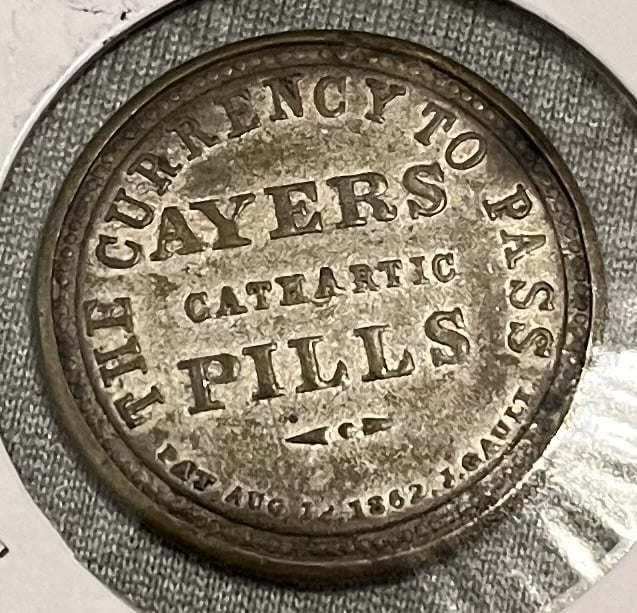 THE CURRENCY TO PASS
AYERS
CATHARTIC
PILLS
PAT. AUG. 12. 1862. J. GAULT.